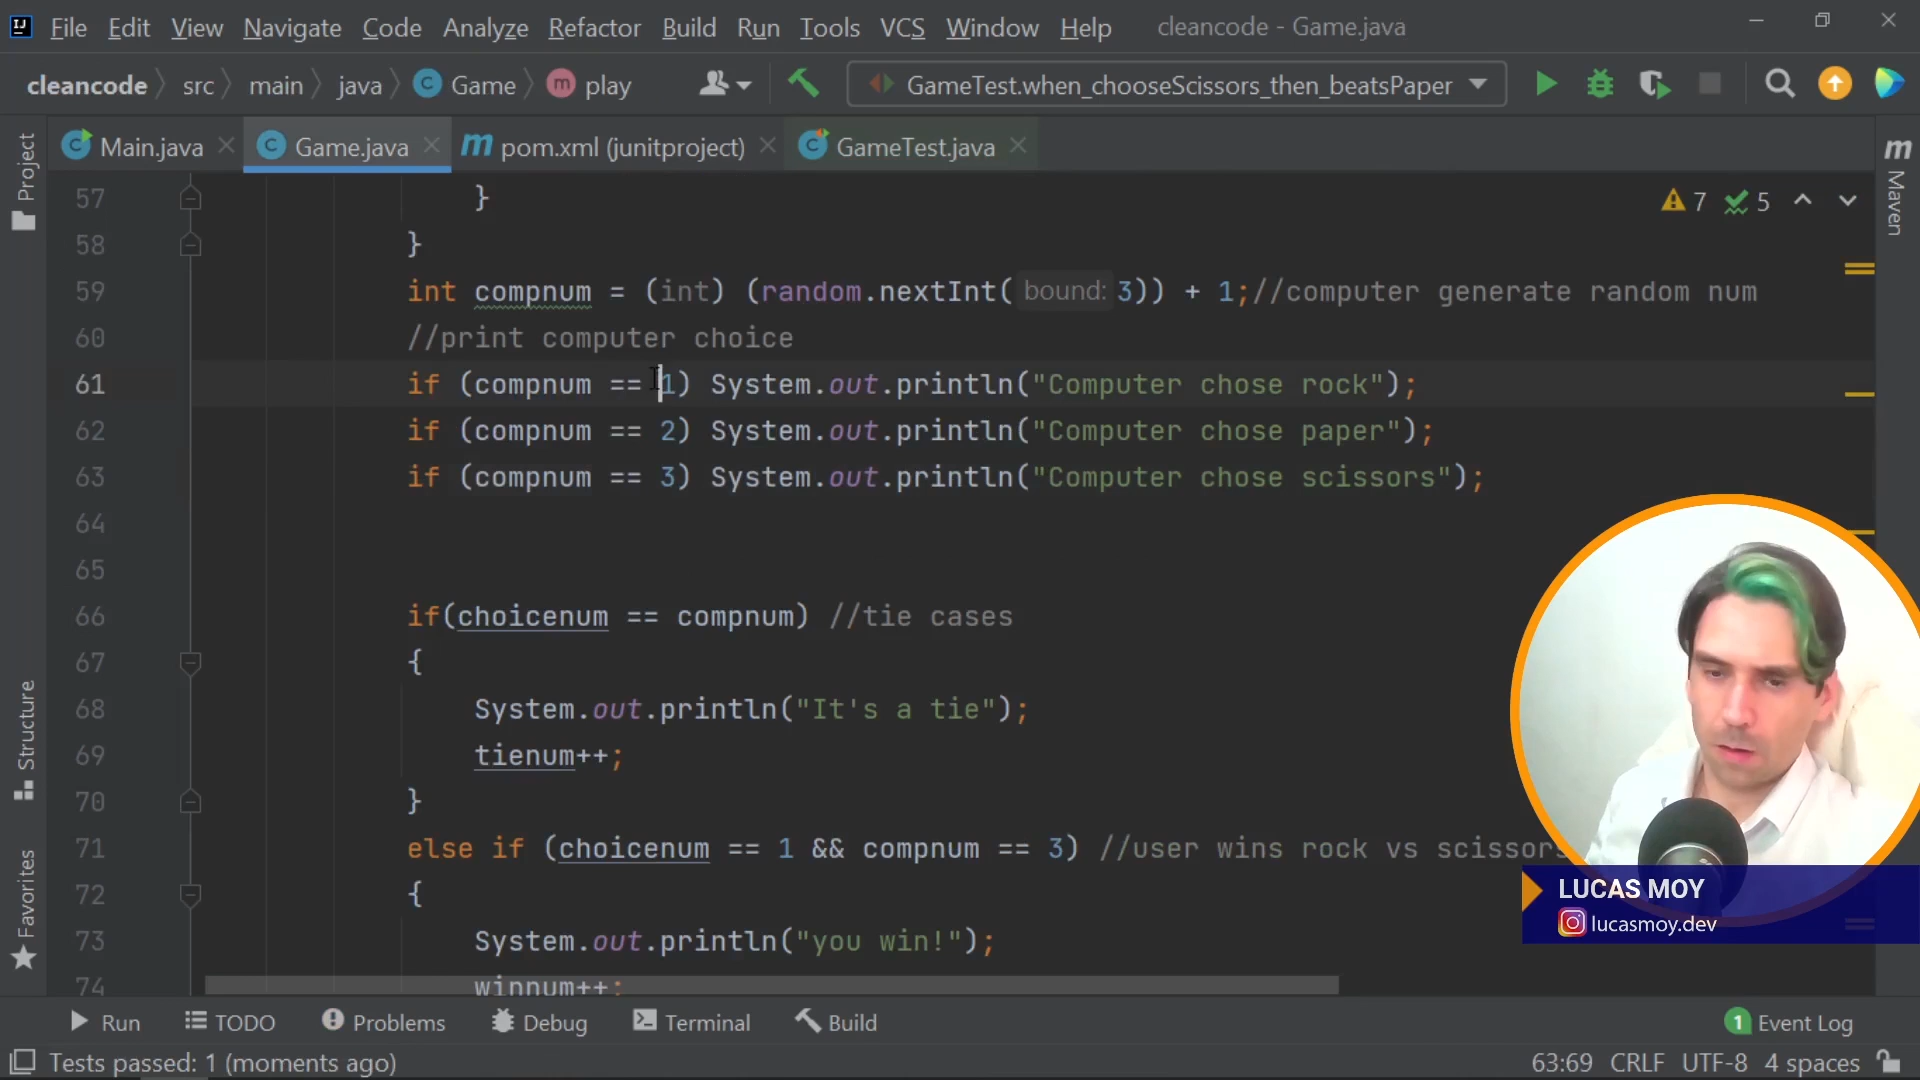 File Edit View Navigate Code Analyze Refactor Build Run Tools VCS Window Help cleancode - Game.java
cleancode src main java C Game m play GameTest.when_chooseScissors_then_beatsPaper
Project
C Main.java C Game.java m pom.xml (junitproject) C GameTest.java
m Maven
7 5
57 }
58 }
59 int compnum = (int) (random.nextInt( bound: 3)) + 1;//computer generate random num
60 //print computer choice
61 if (compnum == 1) System.out.println("Computer chose rock");
62 if (compnum == 2) System.out.println("Computer chose paper");
63 if (compnum == 3) System.out.println("Computer chose scissors");
64
65
66 if(choicenum == compnum) //tie cases
67 {
68 System.out.println("It's a tie");
69 tienum++;
70 }
71 else if (choicenum == 1 && compnum == 3) //user wins rock vs scissors
72 {
73 System.out.println("you win!");
74 winnum++;
Structure
Favorites
LUCAS MOY
lucasmoy.dev
Run TODO Problems Debug Terminal Build 1 Event Log
Tests passed: 1 (moments ago) 63:69 CRLF UTF-8 4 spaces